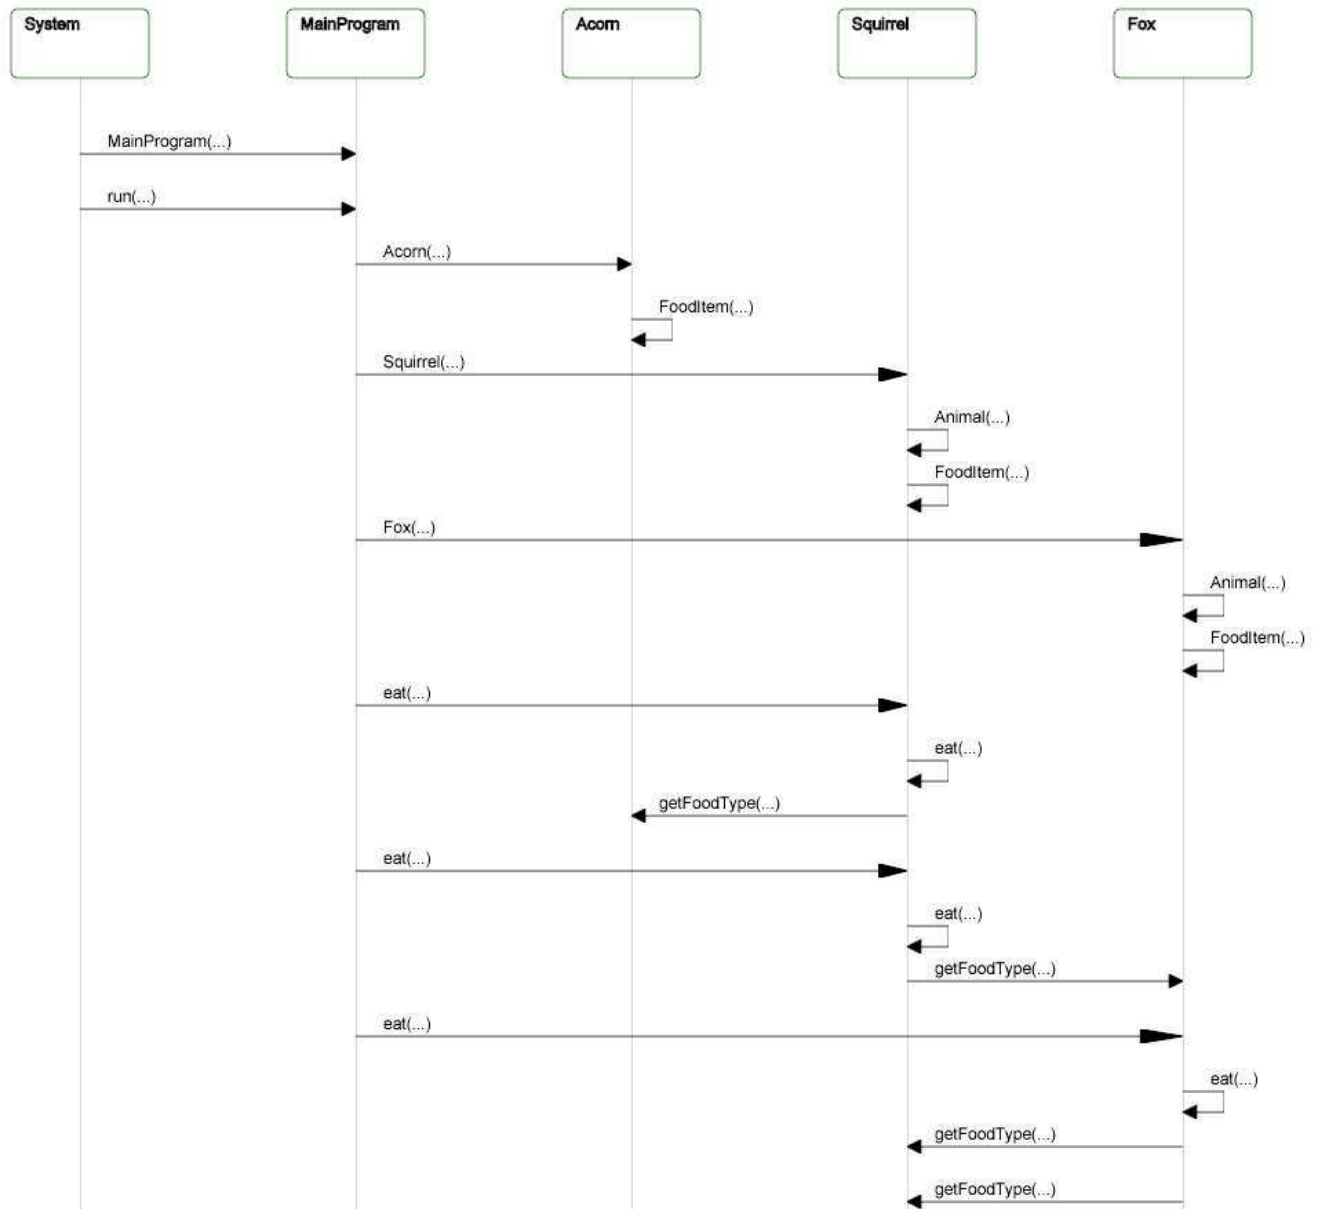 System
MainProgram
Acorn
Squirrel
Fox
MainProgram(...)
run(...)
Acorn(...)
FoodItem(...)
Squirrel(...)
Animal(...)
FoodItem(...)
Fox(...)
Animal(...)
FoodItem(...)
eat(...)
eat(...)
getFoodType(...)
eat(...)
eat(...)
getFoodType(...)
eat(...)
eat(...)
getFoodType(...)
getFoodType(...)